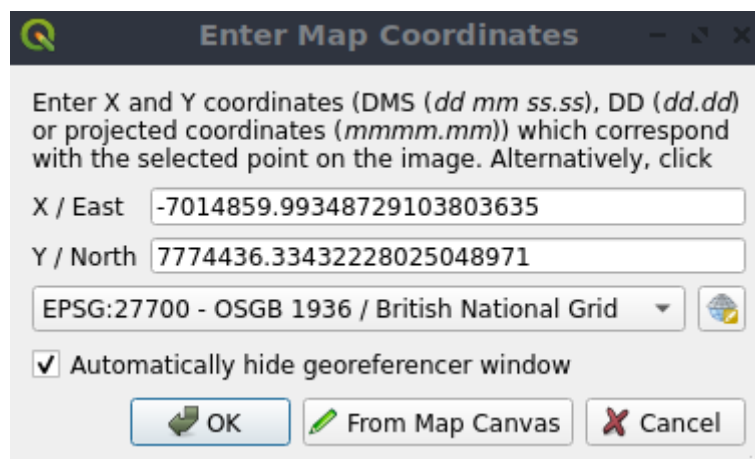 Enter Map Coordinates
Enter X and Y coordinates (DMS (dd mm ss.ss), DD (dd.dd)
or projected coordinates (mmmm.mm)) which correspond
with the selected point on the image. Alternatively, click
X / East -7014859.99348729103803635
Y / North 7774436.33432228025048971
EPSG:27700 - OSGB 1936 / British National Grid
Automatically hide georeferencer window
OK From Map Canvas Cancel